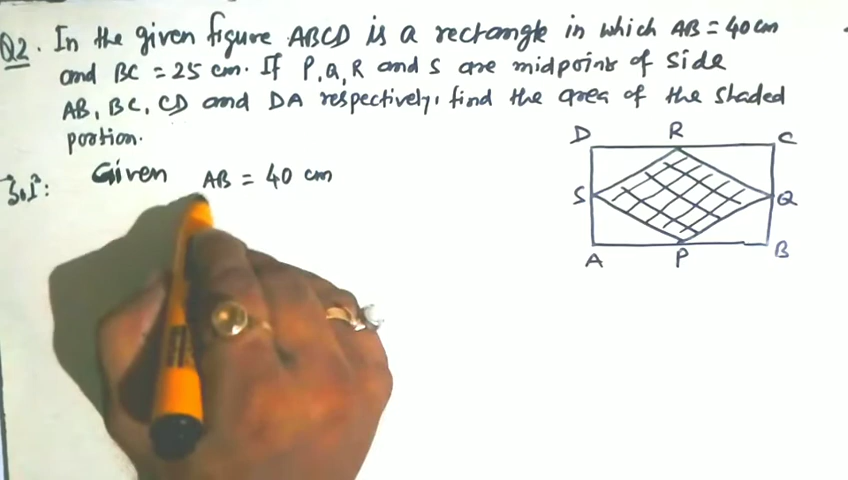 Q2. In the given figure ABCD is a rectangle in which AB = 40 cm
and BC = 25 cm. If P, Q, R and S are midpoints of side
AB, BC, CD and DA respectively, find the area of the shaded
portion.
D R C
Sol: Given AB = 40 cm
S Q
A P B